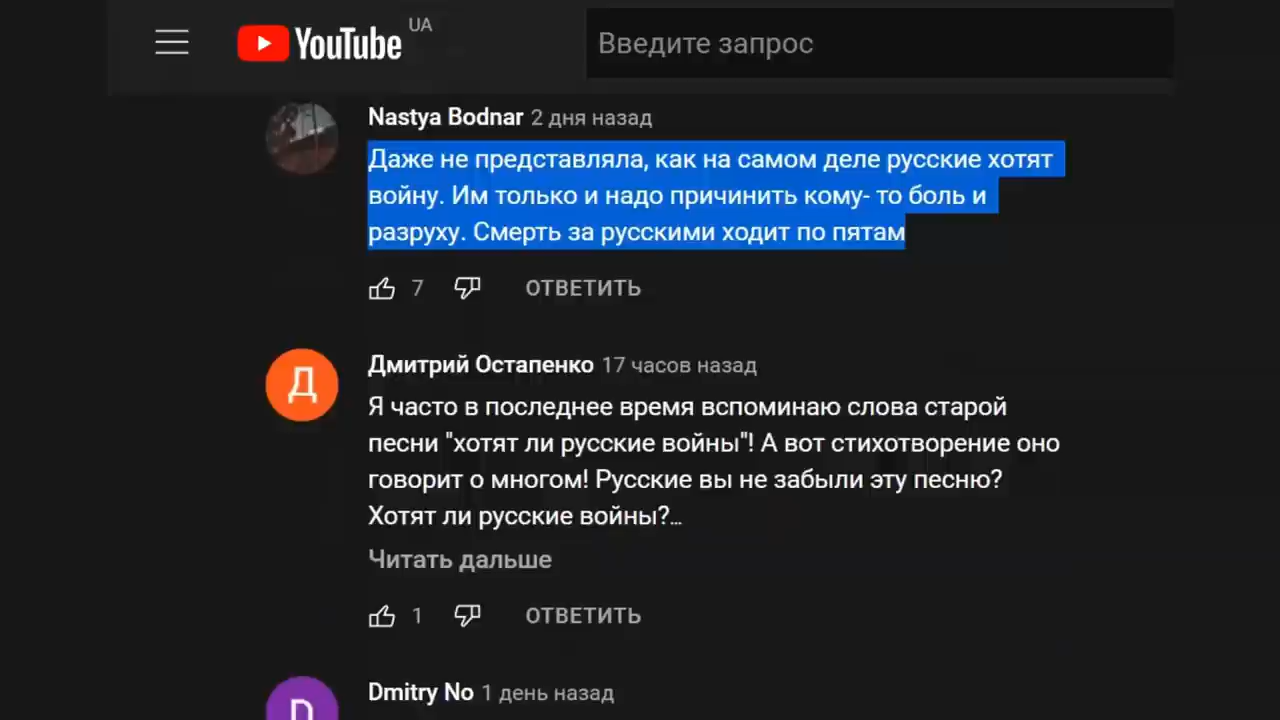 YouTube UA
Введите запрос
Nastya Bodnar 2 дня назад
Даже не представляла, как на самом деле русские хотят
войну. Им только и надо причинить кому- то боль и
разруху. Смерть за русскими ходит по пятам
7 ОТВЕТИТЬ
Д
Дмитрий Остапенко 17 часов назад
Я часто в последнее время вспоминаю слова старой
песни "хотят ли русские войны"! А вот стихотворение оно
говорит о многом! Русские вы не забыли эту песню?
Хотят ли русские войны?...
Читать дальше
1 ОТВЕТИТЬ
D
Dmitry No 1 день назад